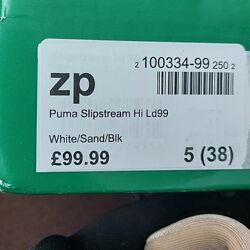 2 100334-99 250 2
zp
Puma Slipstream Hi Ld99
White/Sand/Blk
£99.99 5 (38)